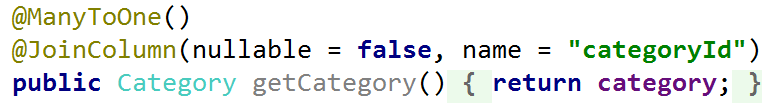 @ManyToOne()
@JoinColumn(nullable = false, name = "categoryId")
public Category getCategory() { return category; }